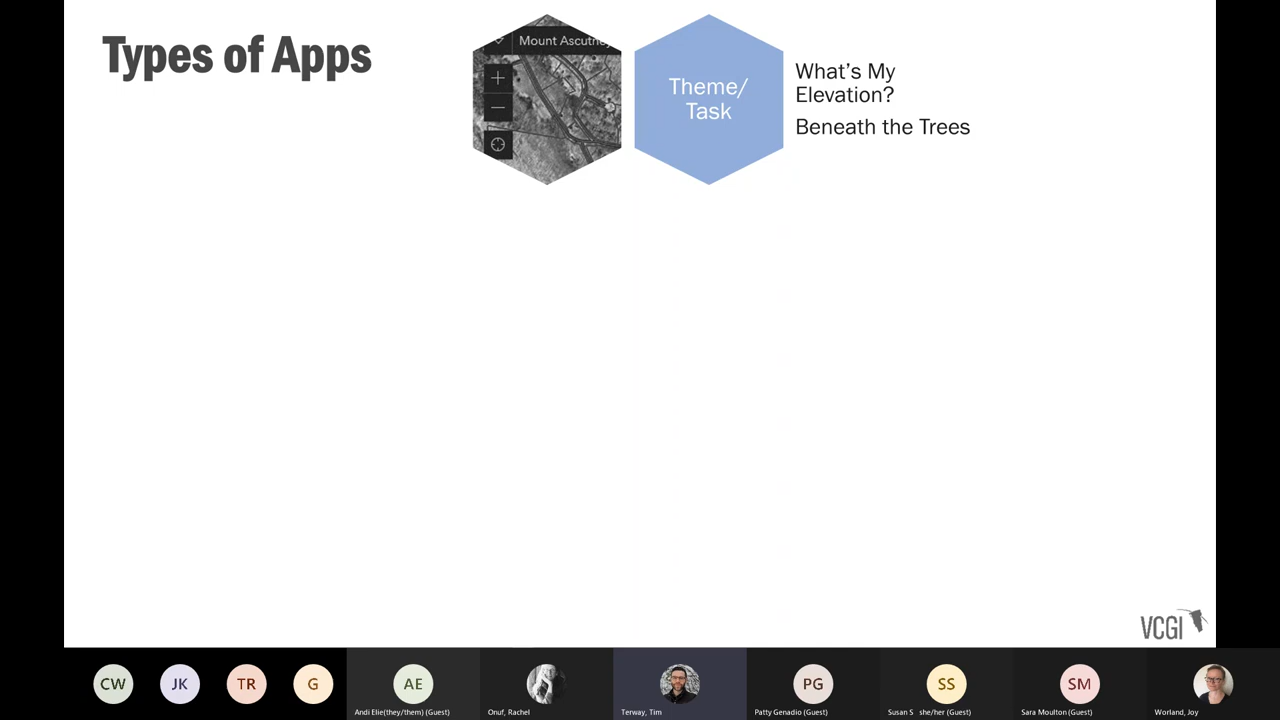 Types of Apps
Mount Ascutney
Theme/
Task
What's My
Elevation?
Beneath the Trees
VCGI
CW
JK
TR
G
AE
PG
SS
SM
Andi Elie(they/them) (Guest)
Onuf, Rachel
Terway, Tim
Patty Genadio (Guest)
Susan S she/her (Guest)
Sara Moulton (Guest)
Worland, Joy